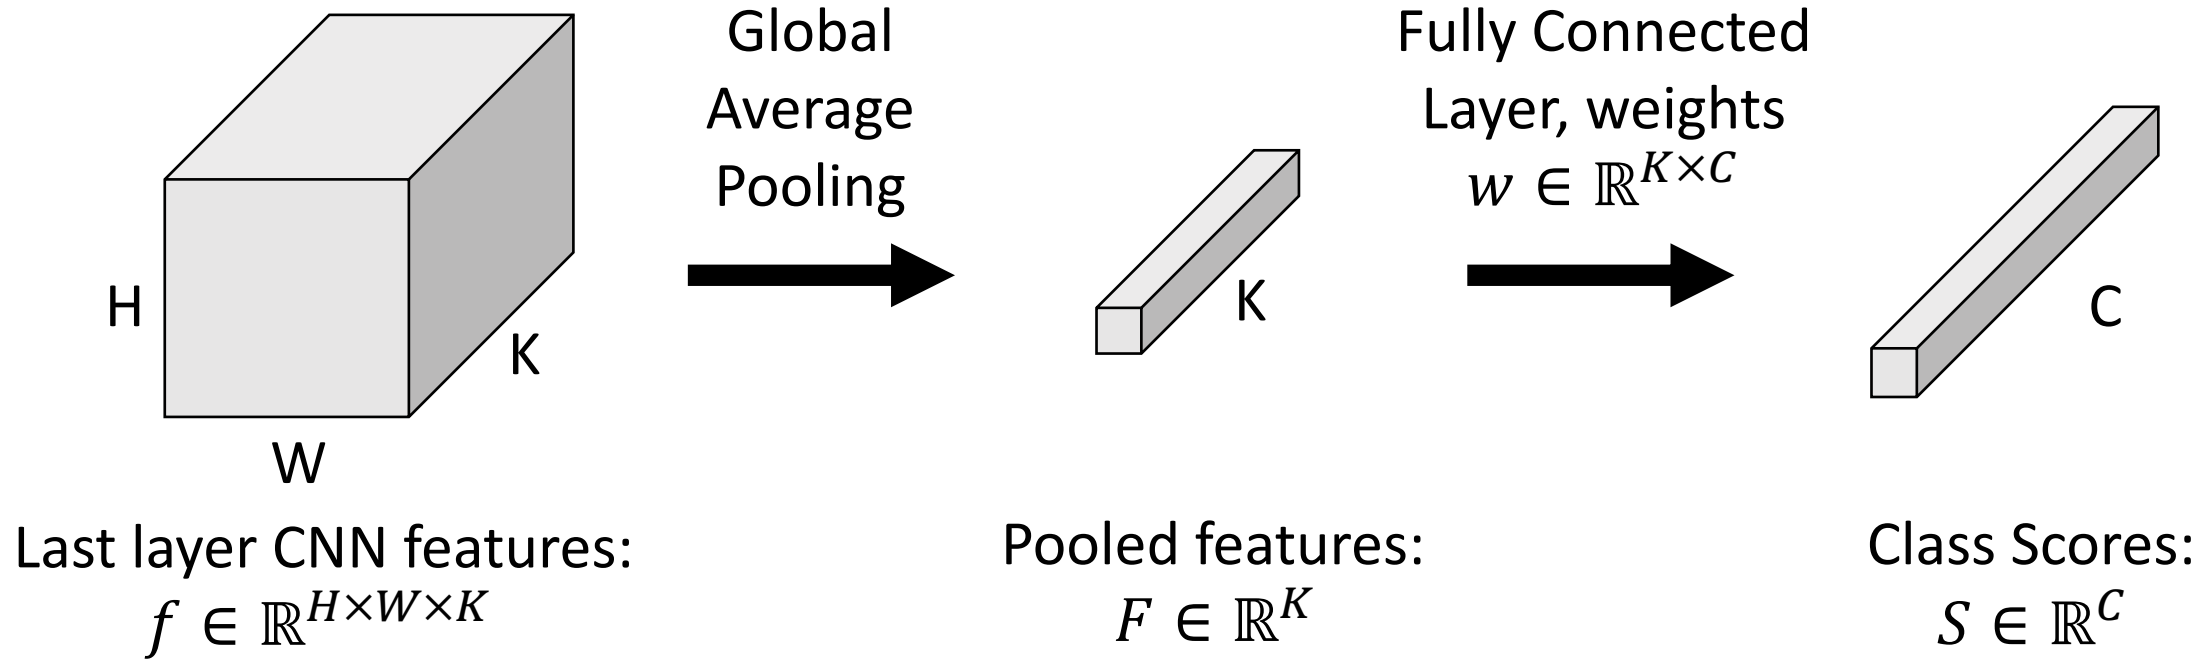 Global
Average
Pooling
Fully Connected
Layer, weights
w ∈ ℝ^{K×C}
H
W
K
K
C
Last layer CNN features:
f ∈ ℝ^{H×W×K}
Pooled features:
F ∈ ℝ^K
Class Scores:
S ∈ ℝ^C